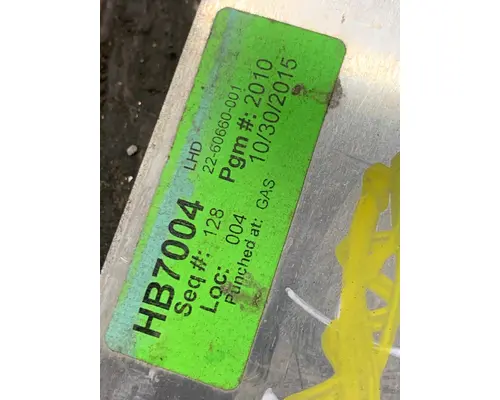 HB7004 LHD
Seq #: 128 22-60660-001
Loc: 004 Pgm #: 2010
Punched at: GAS 10/30/2015